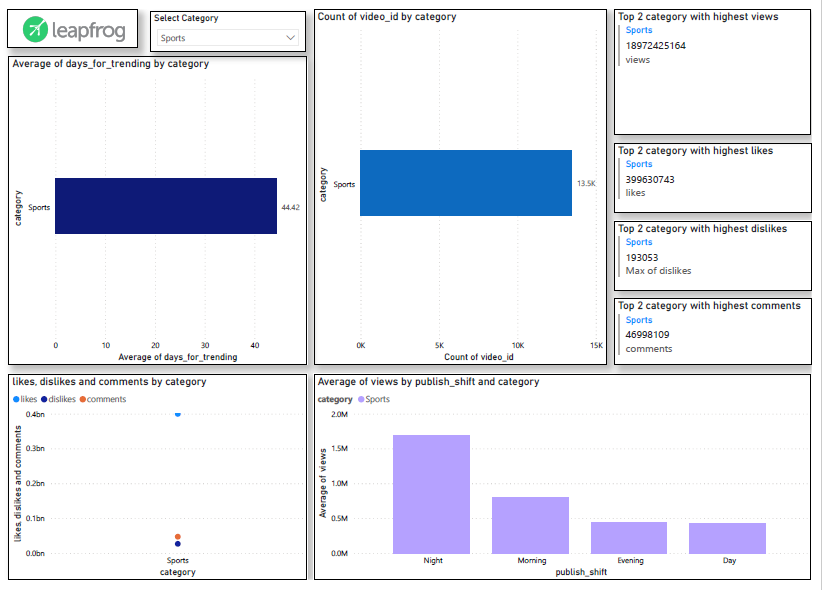 leapfrog
Select Category
Sports
Average of days_for_trending by category
category
Sports
44.42
0 10 20 30 40
Average of days_for_trending
Count of video_id by category
category
Sports
13.5K
0K 5K 10K 15K
Count of video_id
Top 2 category with highest views
Sports
18972425164
views
Top 2 category with highest likes
Sports
399630743
likes
Top 2 category with highest dislikes
Sports
193053
Max of dislikes
Top 2 category with highest comments
Sports
46998109
comments
likes, dislikes and comments by category
likes dislikes comments
likes, dislikes and comments
0.4bn
0.3bn
0.2bn
0.1bn
0.0bn
Sports
category
Average of views by publish_shift and category
category Sports
Average of views
2.0M
1.5M
1.0M
0.5M
0.0M
Night Morning Evening Day
publish_shift